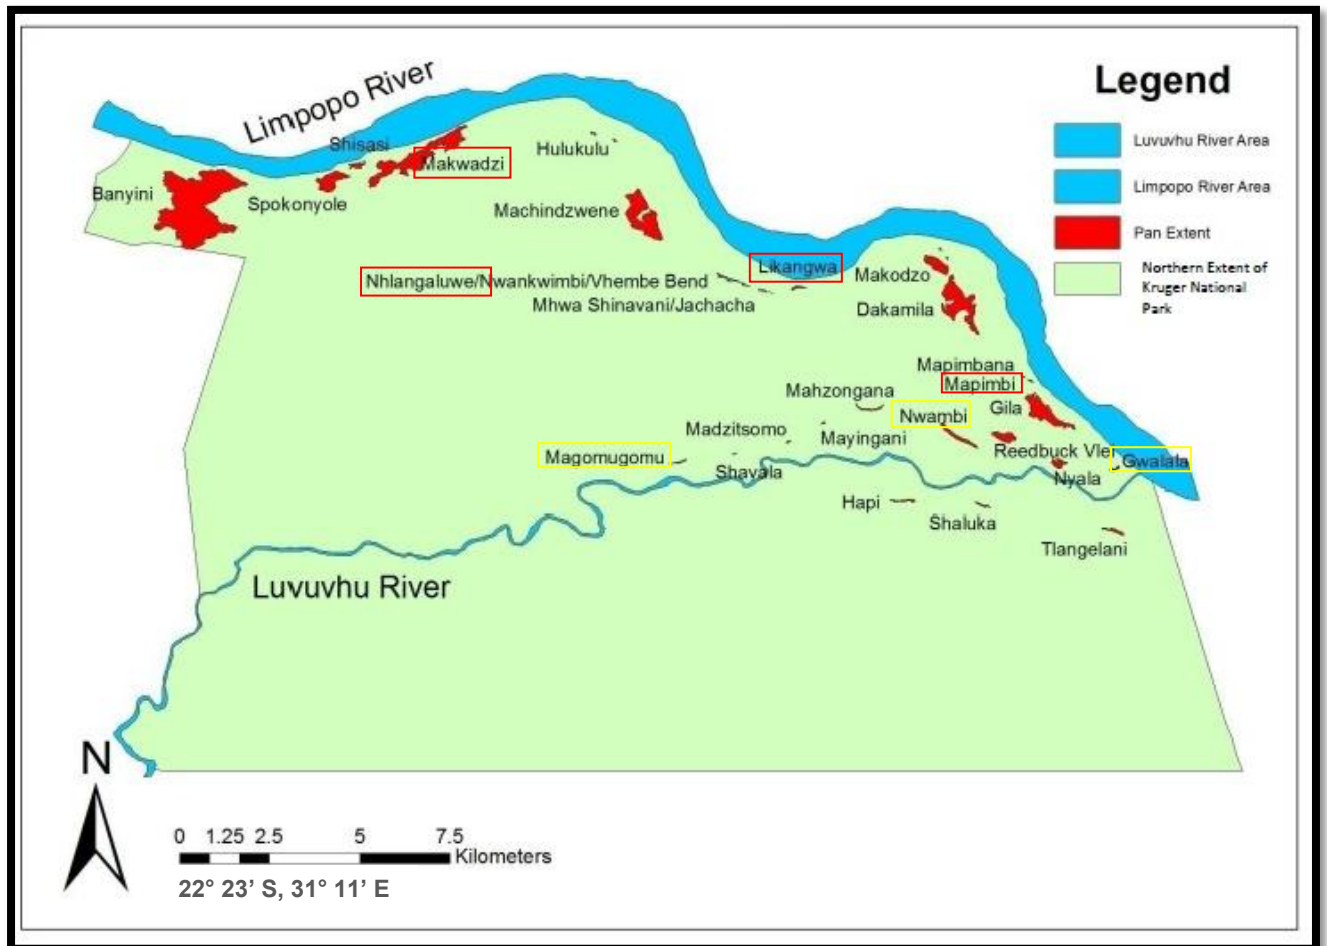 Limpopo River
Legend
Luvuvhu River Area
Limpopo River Area
Pan Extent
Northern Extent of
Kruger National
Park
Shisasi
Makwadzi
Hulukulu
Banyini
Spokonyole
Machindzwene
Likangwa
Makodzo
Nhlangaluwe/Nwankwimbi/Vhembe Bend
Mhwa Shinavani/Jachacha
Dakamila
Mapimbana
Mapimbi
Mahzongana
Nwambi
Gila
Madzitsomo
Mayingani
Reedbuck Vlei
Magomugomu
Gwalala
Shavala
Nyala
Hapi
Shaluka
Tlangelani
Luvuvhu River
N
0 1.25 2.5 5 7.5
Kilometers
22° 23’ S, 31° 11’ E